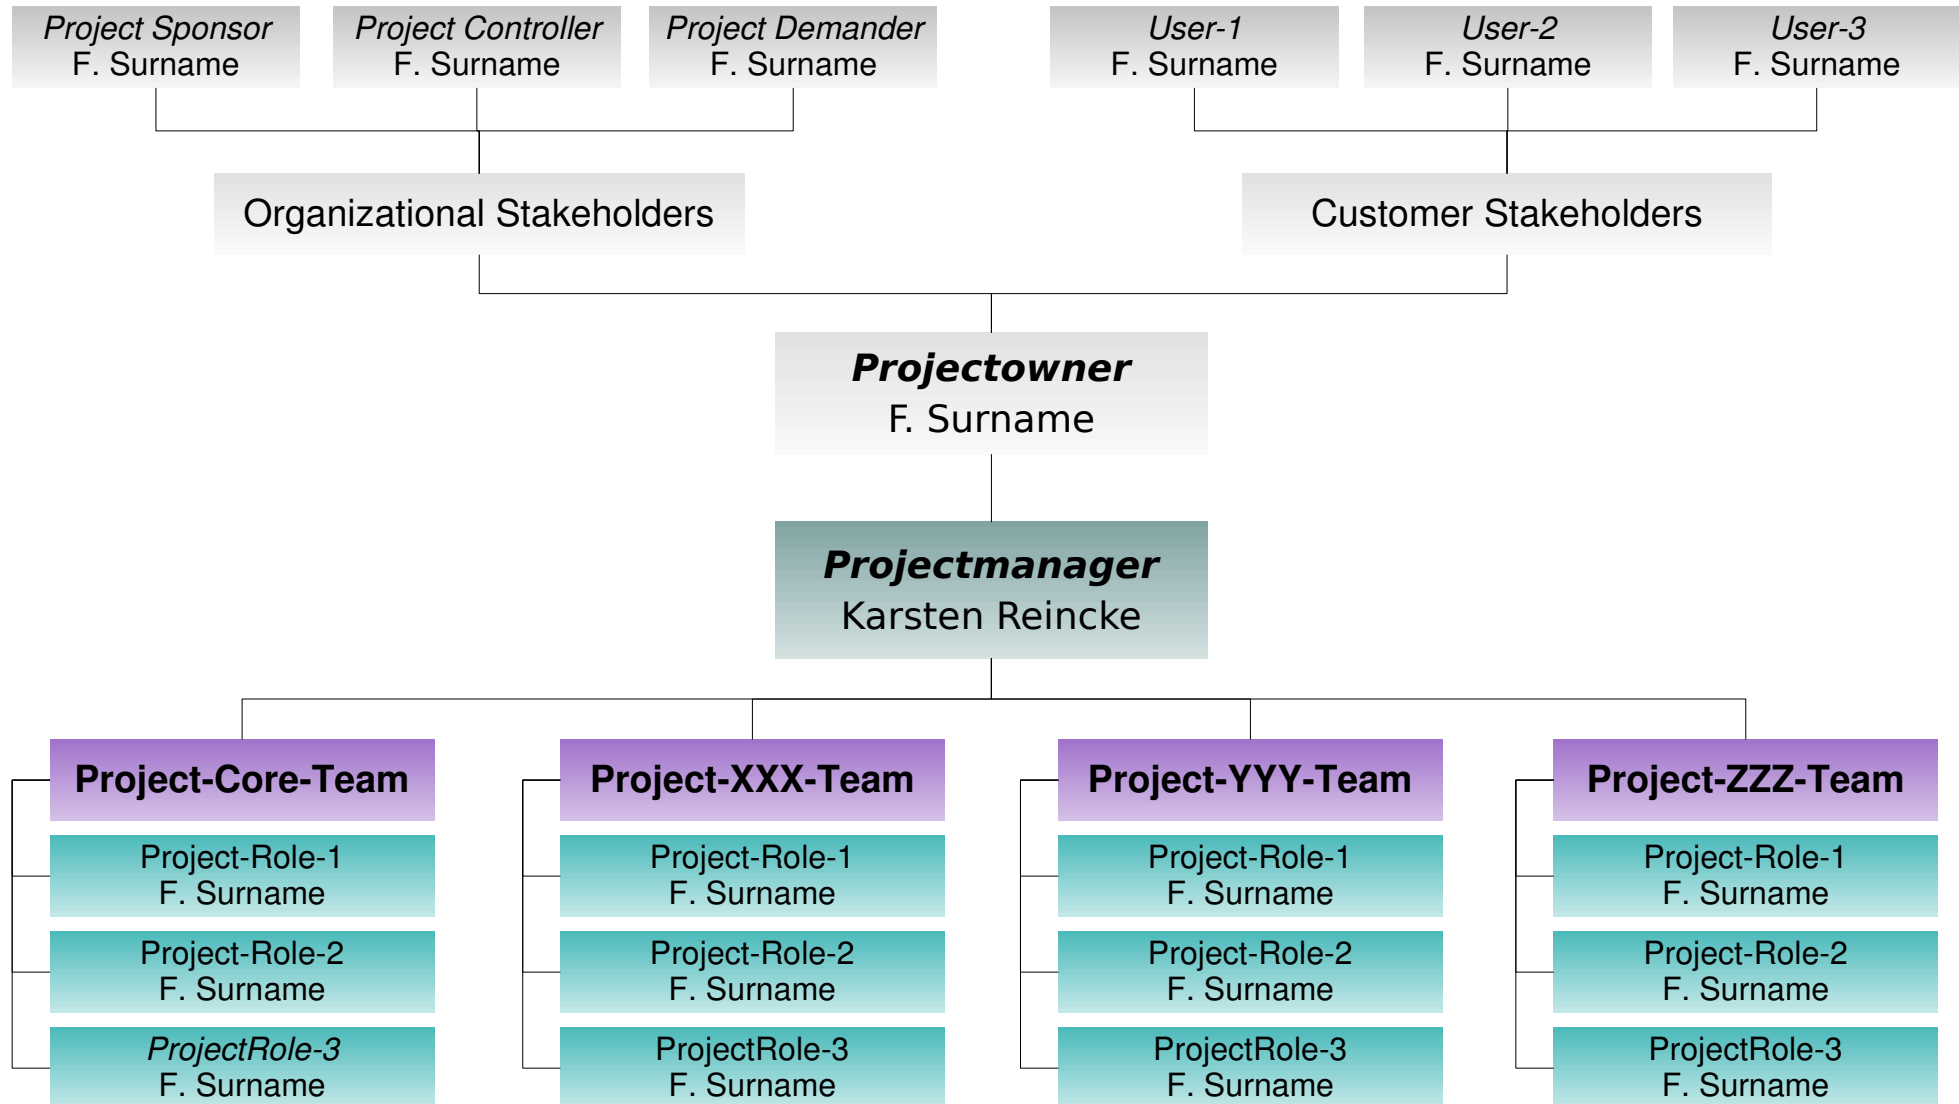 Project Sponsor
F. Surname
Project Controller
F. Surname
Project Demander
F. Surname
User-1
F. Surname
User-2
F. Surname
User-3
F. Surname
Organizational Stakeholders
Customer Stakeholders
Projectowner
F. Surname
Projectmanager
Karsten Reincke
Project-Core-Team
Project-Role-1
F. Surname
Project-Role-2
F. Surname
ProjectRole-3
F. Surname
Project-XXX-Team
Project-Role-1
F. Surname
Project-Role-2
F. Surname
ProjectRole-3
F. Surname
Project-YYY-Team
Project-Role-1
F. Surname
Project-Role-2
F. Surname
ProjectRole-3
F. Surname
Project-ZZZ-Team
Project-Role-1
F. Surname
Project-Role-2
F. Surname
ProjectRole-3
F. Surname